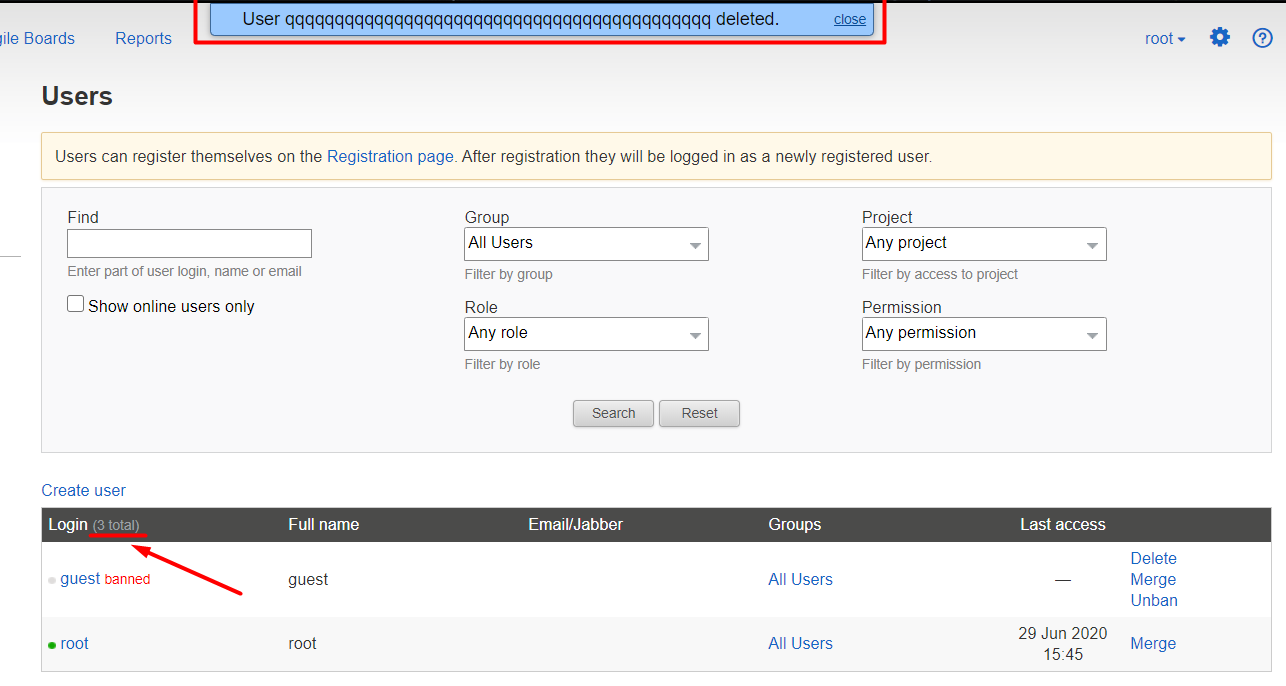 User qqqqqqqqqqqqqqqqqqqqqqqqqqqqqqqqqqqqqqqqqqq deleted. close
gile Boards Reports root
Users
Users can register themselves on the Registration page. After registration they will be logged in as a newly registered user.
Find Group Project
All Users Any project
Enter part of user login, name or email Filter by group Filter by access to project
Show online users only Role Permission
Any role Any permission
Filter by role Filter by permission
Search Reset
Create user
Login (3 total) Full name Email/Jabber Groups Last access
guest banned guest All Users — Delete
Merge
Unban
root root All Users 29 Jun 2020 15:45 Merge